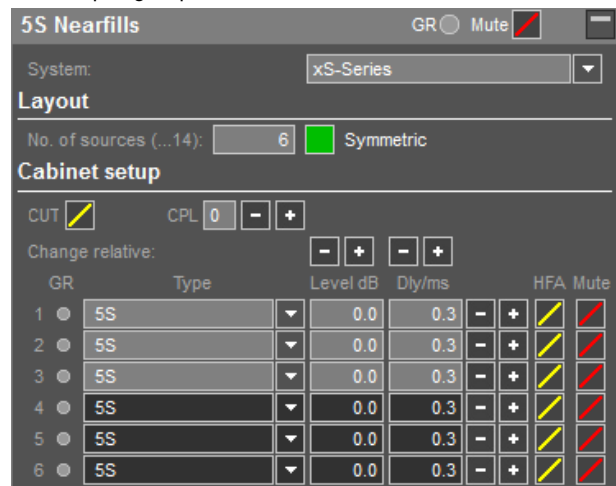 5S Nearfills GR Mute
System: xS-Series
Layout
No. of sources (...14): 6 Symmetric
Cabinet setup
CUT CPL 0 - +
Change relative: - + - +
GR Type Level dB Dly/ms HFA Mute
1 5S 0.0 0.3 - +
2 5S 0.0 0.3 - +
3 5S 0.0 0.3 - +
4 5S 0.0 0.3 - +
5 5S 0.0 0.3 - +
6 5S 0.0 0.3 - +